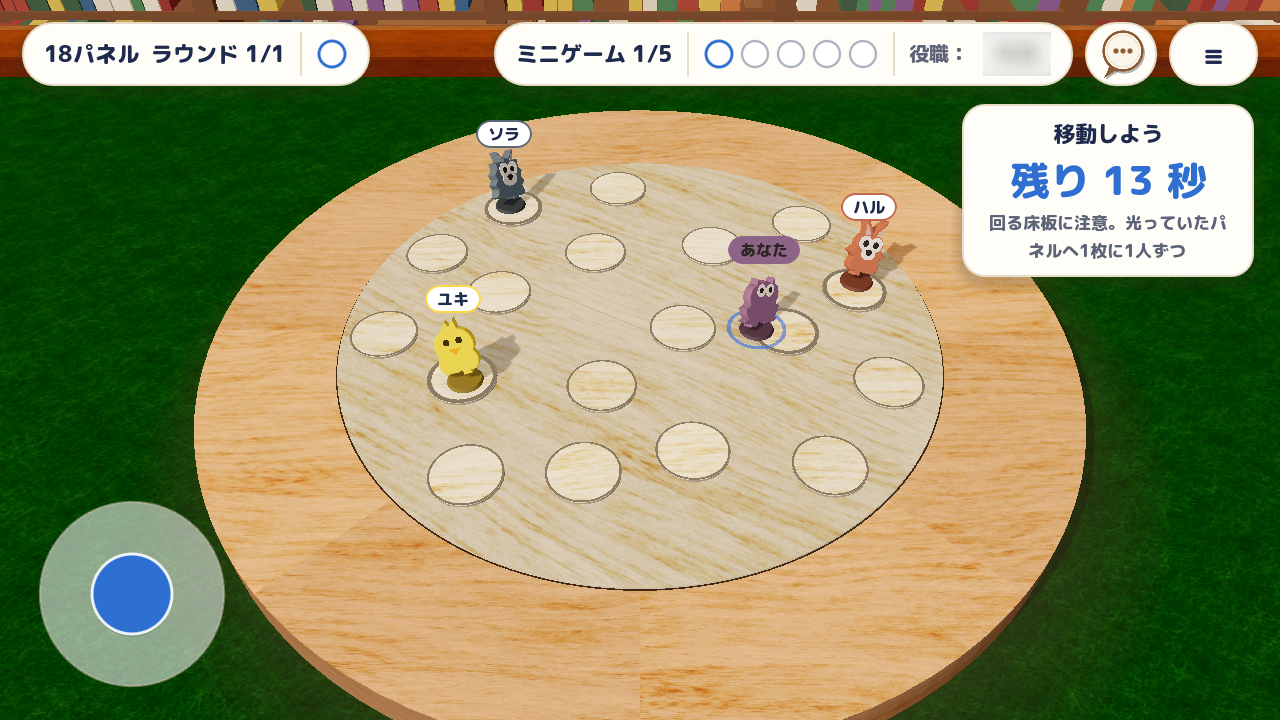 18パネル ラウンド 1/1
ミニゲーム 1/5
役職：
移動しよう
残り 13 秒
回る床板に注意。光っていたパ
ネルへ1枚に1人ずつ
ソラ
ハル
あなた
ユキ